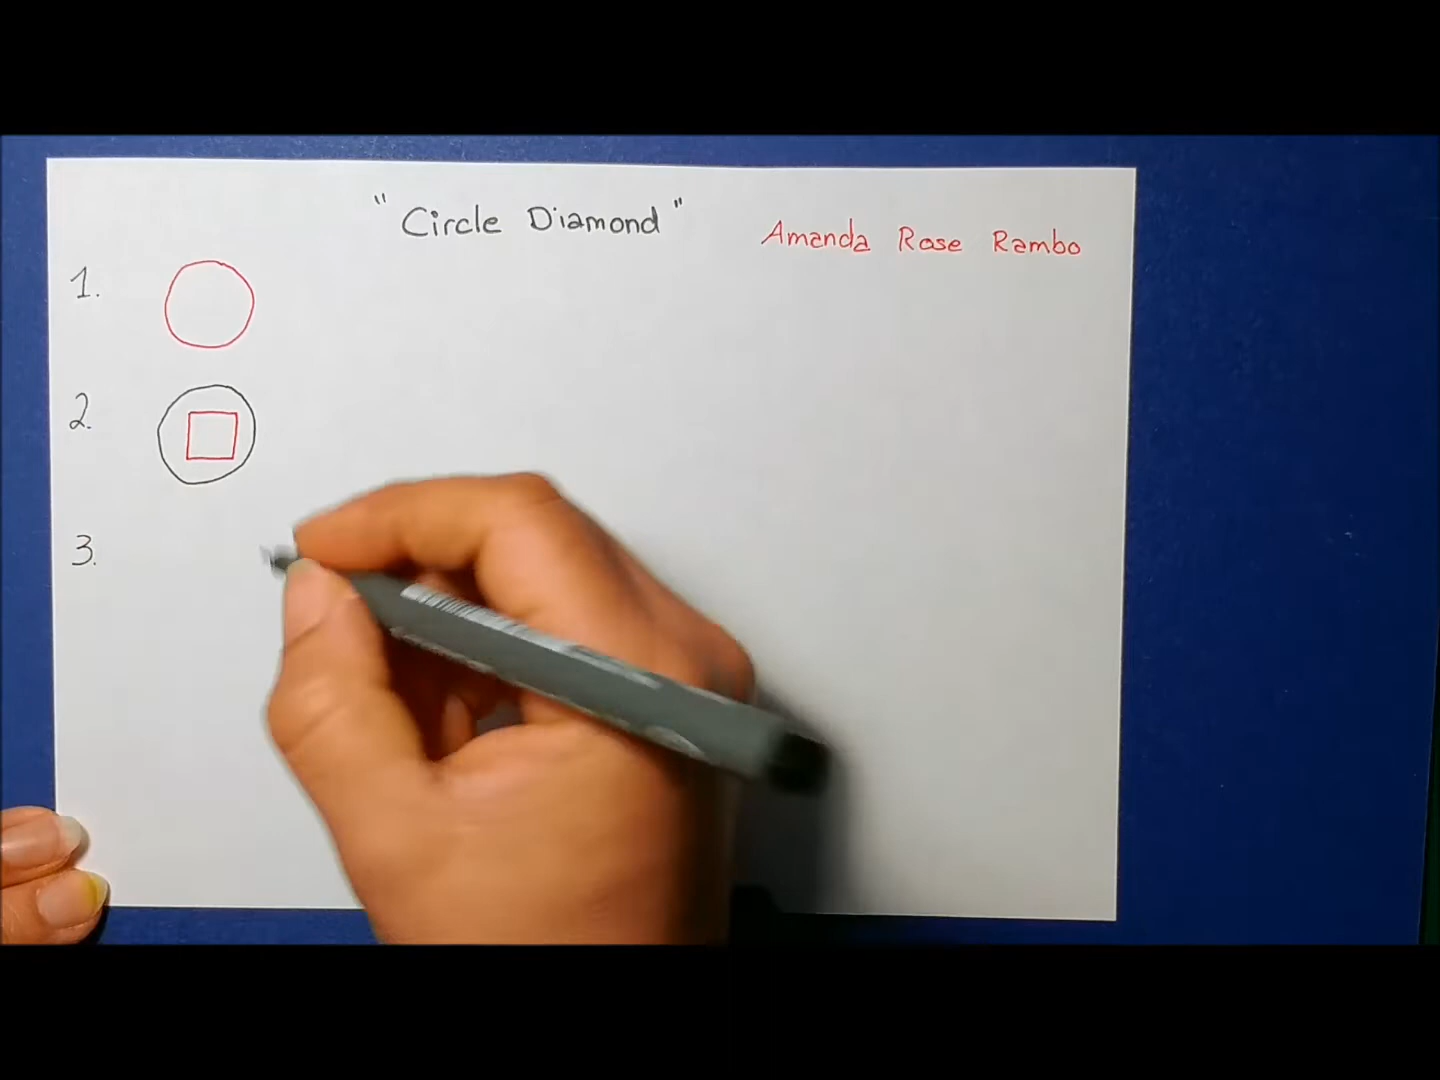 "Circle Diamond"
Amanda Rose Rambo
1.
2.
3.